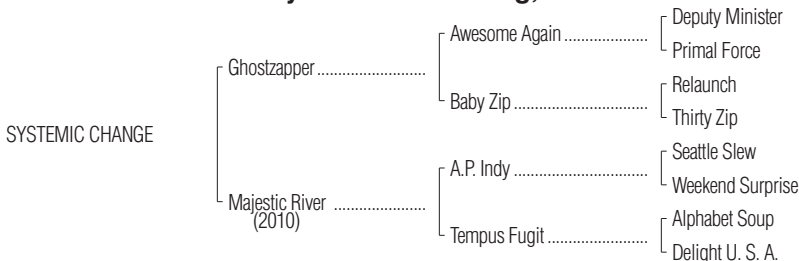 Deputy Minister
Awesome Again
Primal Force
Ghostzapper
Relaunch
Baby Zip
Thirty Zip
SYSTEMIC CHANGE
Seattle Slew
A.P. Indy
Weekend Surprise
Majestic River
(2010)
Alphabet Soup
Tempus Fugit
Delight U. S. A.